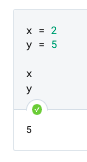 x = 2
y = 5
x
y
5